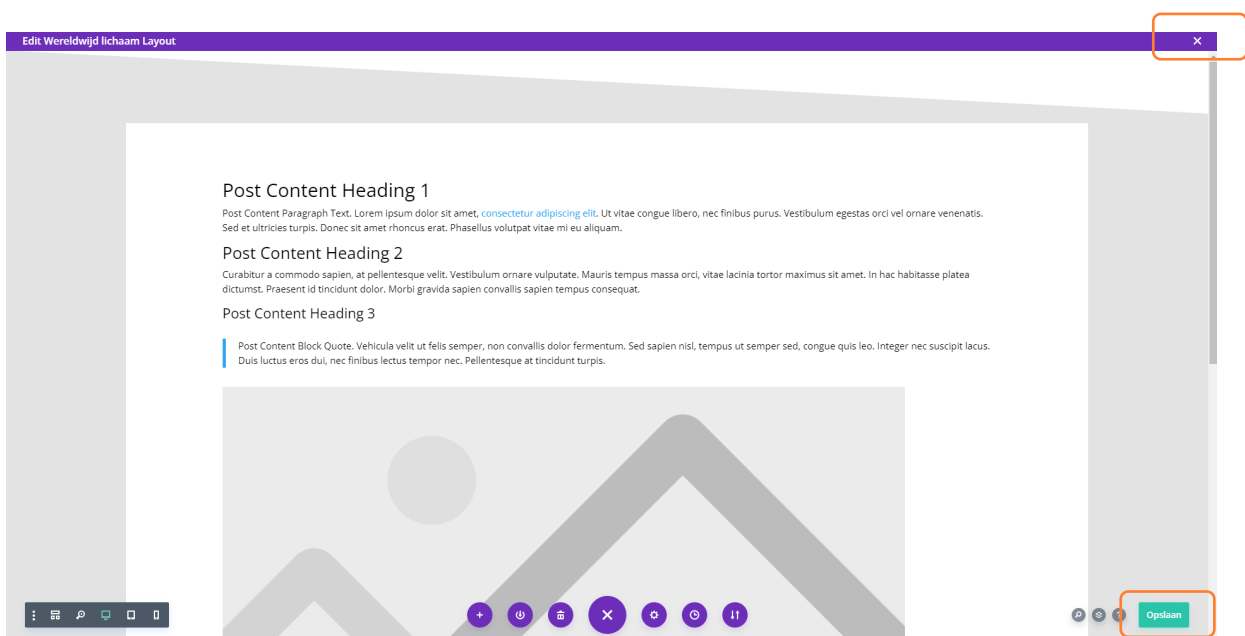 Edit Wereldwijd lichaam Layout
Post Content Heading 1
Post Content Paragraph Text. Lorem ipsum dolor sit amet, consectetur adipiscing elit. Ut vitae congue libero, nec finibus purus. Vestibulum egestas orci vel ornare venenatis.
Sed et ultricies turpis. Donec sit amet rhoncus erat. Phasellus volutpat vitae mi eu aliquam.
Post Content Heading 2
Curabitur a commodo sapien, at pellentesque velit. Vestibulum ornare vulputate. Mauris tempus massa orci, vitae lacinia tortor maximus sit amet. In hac habitasse platea
dictumst. Praesent id tincidunt dolor. Morbi gravida sapien convallis sapien tempus consequat.
Post Content Heading 3
Post Content Block Quote. Vehicula velit ut felis semper, non convallis dolor fermentum. Sed sapien nisl, tempus ut semper sed, congue quis leo. Integer nec suscipit lacus.
Duis luctus eros dui, nec finibus lectus tempor nec. Pellentesque at tincidunt turpis.
Opslaan